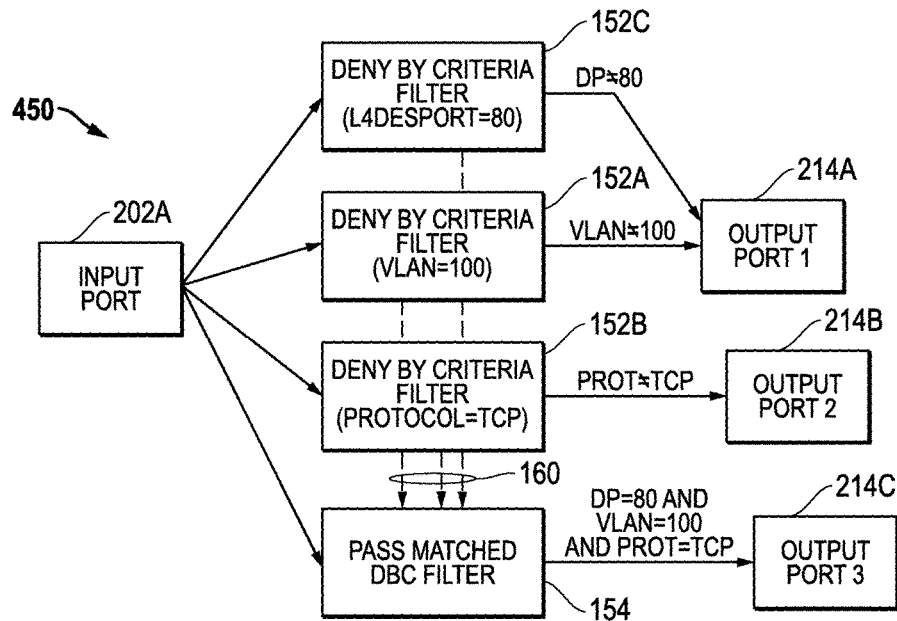 450
152C
DENY BY CRITERIA
FILTER
(L4DESPORT=80)
DP≒80
202A
INPUT
PORT
152A
DENY BY CRITERIA
FILTER
(VLAN=100)
VLAN≒100
214A
OUTPUT
PORT 1
152B
DENY BY CRITERIA
FILTER
(PROTOCOL=TCP)
PROT≒TCP
214B
OUTPUT
PORT 2
160
PASS MATCHED
DBC FILTER
154
DP=80 AND
VLAN=100
AND PROT=TCP
214C
OUTPUT
PORT 3